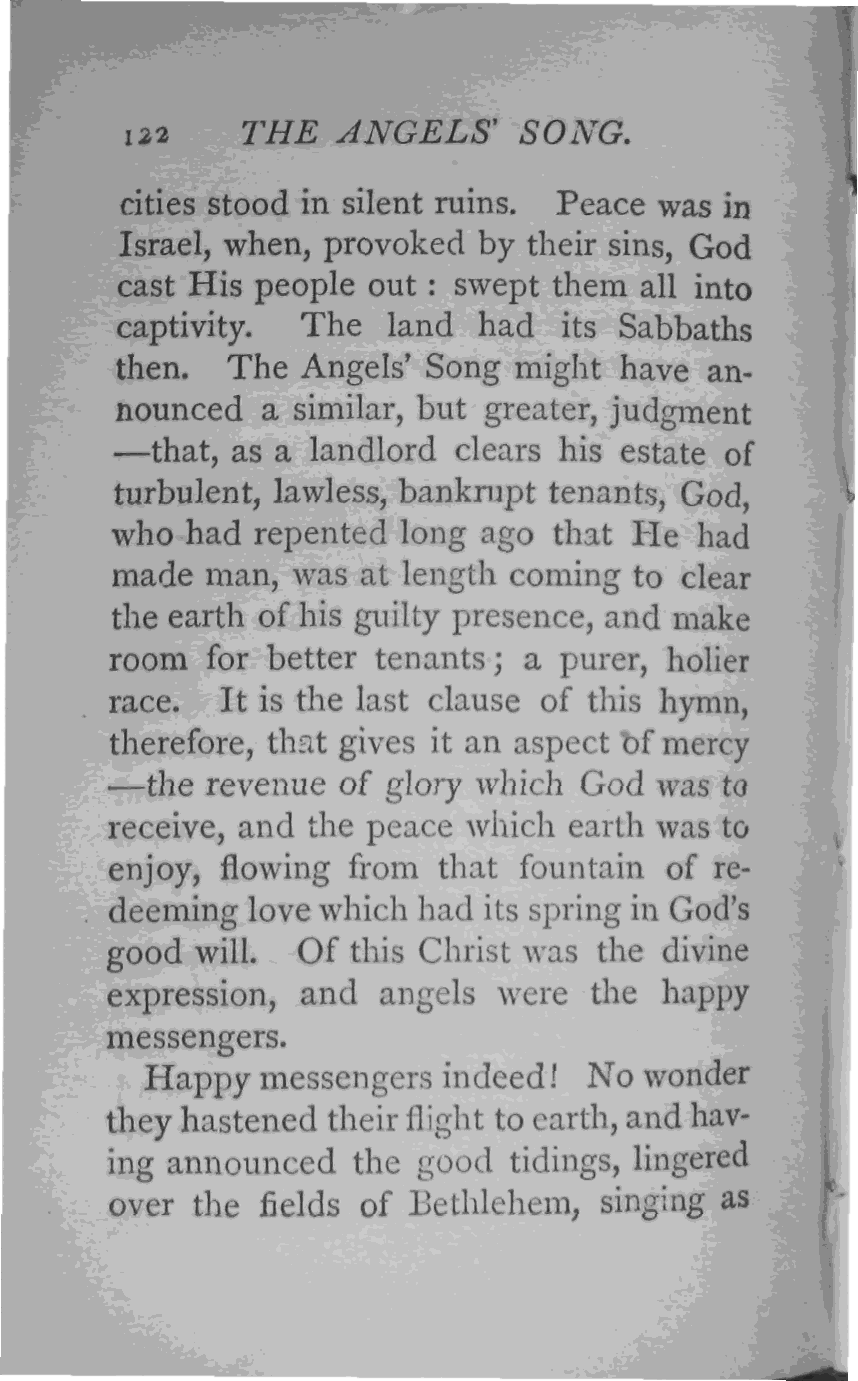 122 THE ANGELS' SONG.
cities stood in silent ruins. Peace was in
Israel, when, provoked by their sins, God
cast His people out : swept them all into
captivity. The land had its Sabbaths
then. The Angels' Song might have an-
nounced a similar, but greater, judgment
—that, as a landlord clears his estate of
turbulent, lawless, bankrupt tenants, God,
who had repented long ago that He had
made man, was at length coming to clear
the earth of his guilty presence, and make
room for better tenants ; a purer, holier
race. It is the last clause of this hymn,
therefore, that gives it an aspect of mercy
—the revenue of glory which God was to
receive, and the peace which earth was to
enjoy, flowing from that fountain of re-
deeming love which had its spring in God's
good will. Of this Christ was the divine
expression, and angels were the happy
messengers.
Happy messengers indeed! No wonder
they hastened their flight to earth, and hav-
ing announced the good tidings, lingered
over the fields of Bethlehem, singing as